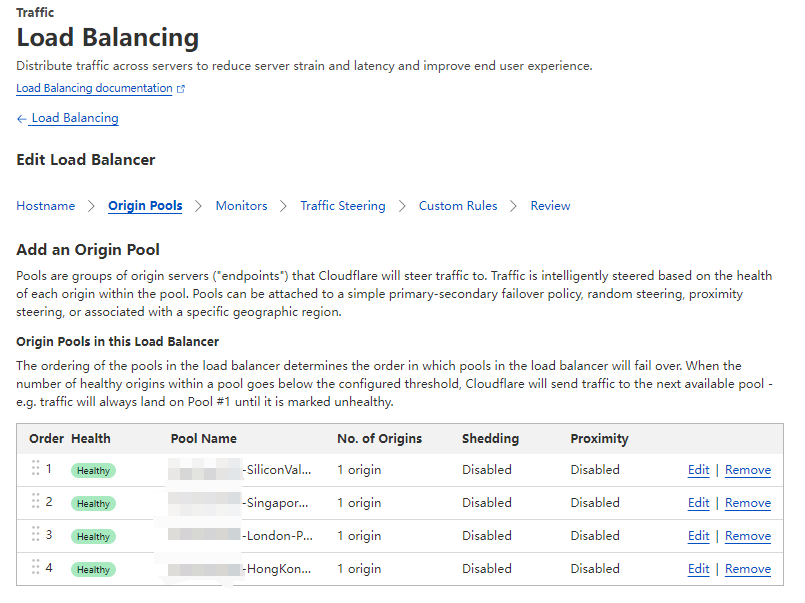 Traffic
Load Balancing
Distribute traffic across servers to reduce server strain and latency and improve end user experience.
Load Balancing documentation
← Load Balancing
Edit Load Balancer
Hostname > Origin Pools > Monitors > Traffic Steering > Custom Rules > Review
Add an Origin Pool
Pools are groups of origin servers ("endpoints") that Cloudflare will steer traffic to. Traffic is intelligently steered based on the health
of each origin within the pool. Pools can be attached to a simple primary-secondary failover policy, random steering, proximity
steering, or associated with a specific geographic region.
Origin Pools in this Load Balancer
The ordering of the pools in the load balancer determines the order in which pools in the load balancer will fail over. When the
number of healthy origins within a pool goes below the configured threshold, Cloudflare will send traffic to the next available pool -
e.g. traffic will always land on Pool #1 until it is marked unhealthy.
Order Health Pool Name No. of Origins Shedding Proximity
1 Healthy -SiliconVal... 1 origin Disabled Disabled Edit | Remove
2 Healthy -Singapor... 1 origin Disabled Disabled Edit | Remove
3 Healthy -London-P... 1 origin Disabled Disabled Edit | Remove
4 Healthy -HongKon... 1 origin Disabled Disabled Edit | Remove